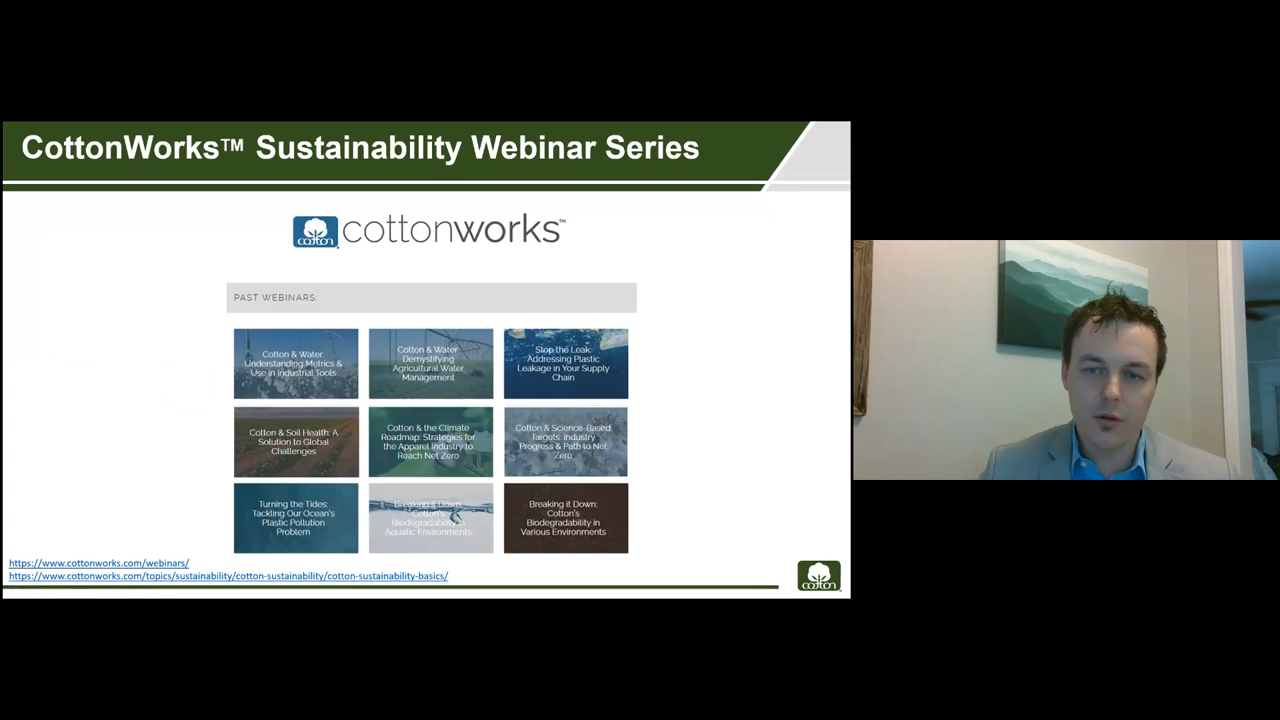 CottonWorks™ Sustainability Webinar Series
cotton
cottonworks™
PAST WEBINARS:
Cotton & Water:
Understanding Metrics &
Use in Industrial Tools
Cotton & Water:
Demystifying
Agricultural Water
Management
Stop the Leak:
Addressing Plastic
Leakage in Your Supply
Chain
Cotton & Soil Health: A
Solution to Global
Challenges
Cotton & the Climate
Roadmap: Strategies for
the Apparel Industry to
Reach Net Zero
Cotton & Science-Based
Targets: Industry
Progress & Path to Net
Zero
Turning the Tides:
Tackling Our Ocean's
Plastic Pollution
Problem
Breaking it Down:
Cotton's
Biodegradability in
Aquatic Environments
Breaking it Down:
Cotton's
Biodegradability in
Various Environments
https://www.cottonworks.com/webinars/
https://www.cottonworks.com/topics/sustainability/cotton-sustainability/cotton-sustainability-basics/
cotton